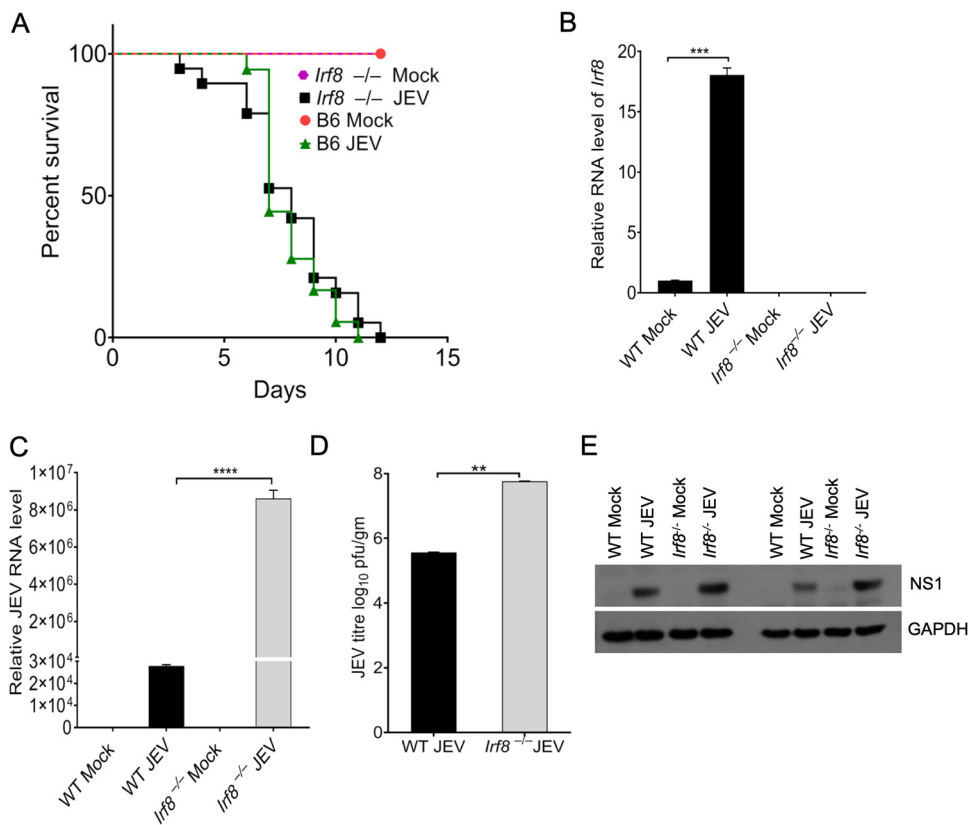 A
Percent survival
100
50
0
0 5 10 15
Days
Irf8 −/− Mock
Irf8 −/− JEV
B6 Mock
B6 JEV
B
Relative RNA level of Irf8
20
15
10
5
0
***
WT Mock
WT JEV
Irf8 −/− Mock
Irf8 −/− JEV
C
Relative JEV RNA level
1×10⁷
8×10⁶
6×10⁶
4×10⁶
2×10⁶
3×10⁴
2×10⁴
1×10⁴
0
****
WT Mock
WT JEV
Irf8 −/− Mock
Irf8 −/− JEV
D
JEV titre log₁₀ pfu/gm
8
6
4
2
0
**
WT JEV
Irf8 −/−JEV
E
WT Mock
WT JEV
Irf8-/- Mock
Irf8-/- JEV
WT Mock
WT JEV
Irf8-/- Mock
Irf8-/- JEV
NS1
GAPDH